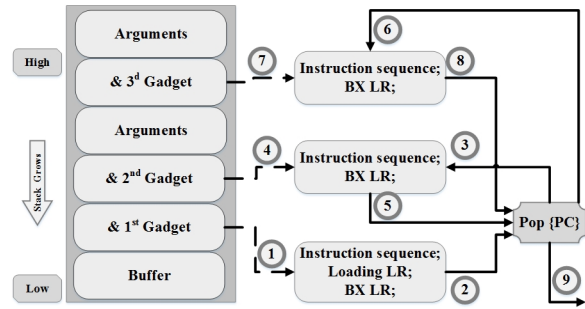 High
Stack Grows
Low
Arguments
& 3d Gadget
Arguments
& 2nd Gadget
& 1st Gadget
Buffer
7
4
1
6
Instruction sequence;
BX LR;
8
Instruction sequence;
BX LR;
3
5
Instruction sequence;
Loading LR;
BX LR;
2
Pop {PC}
9